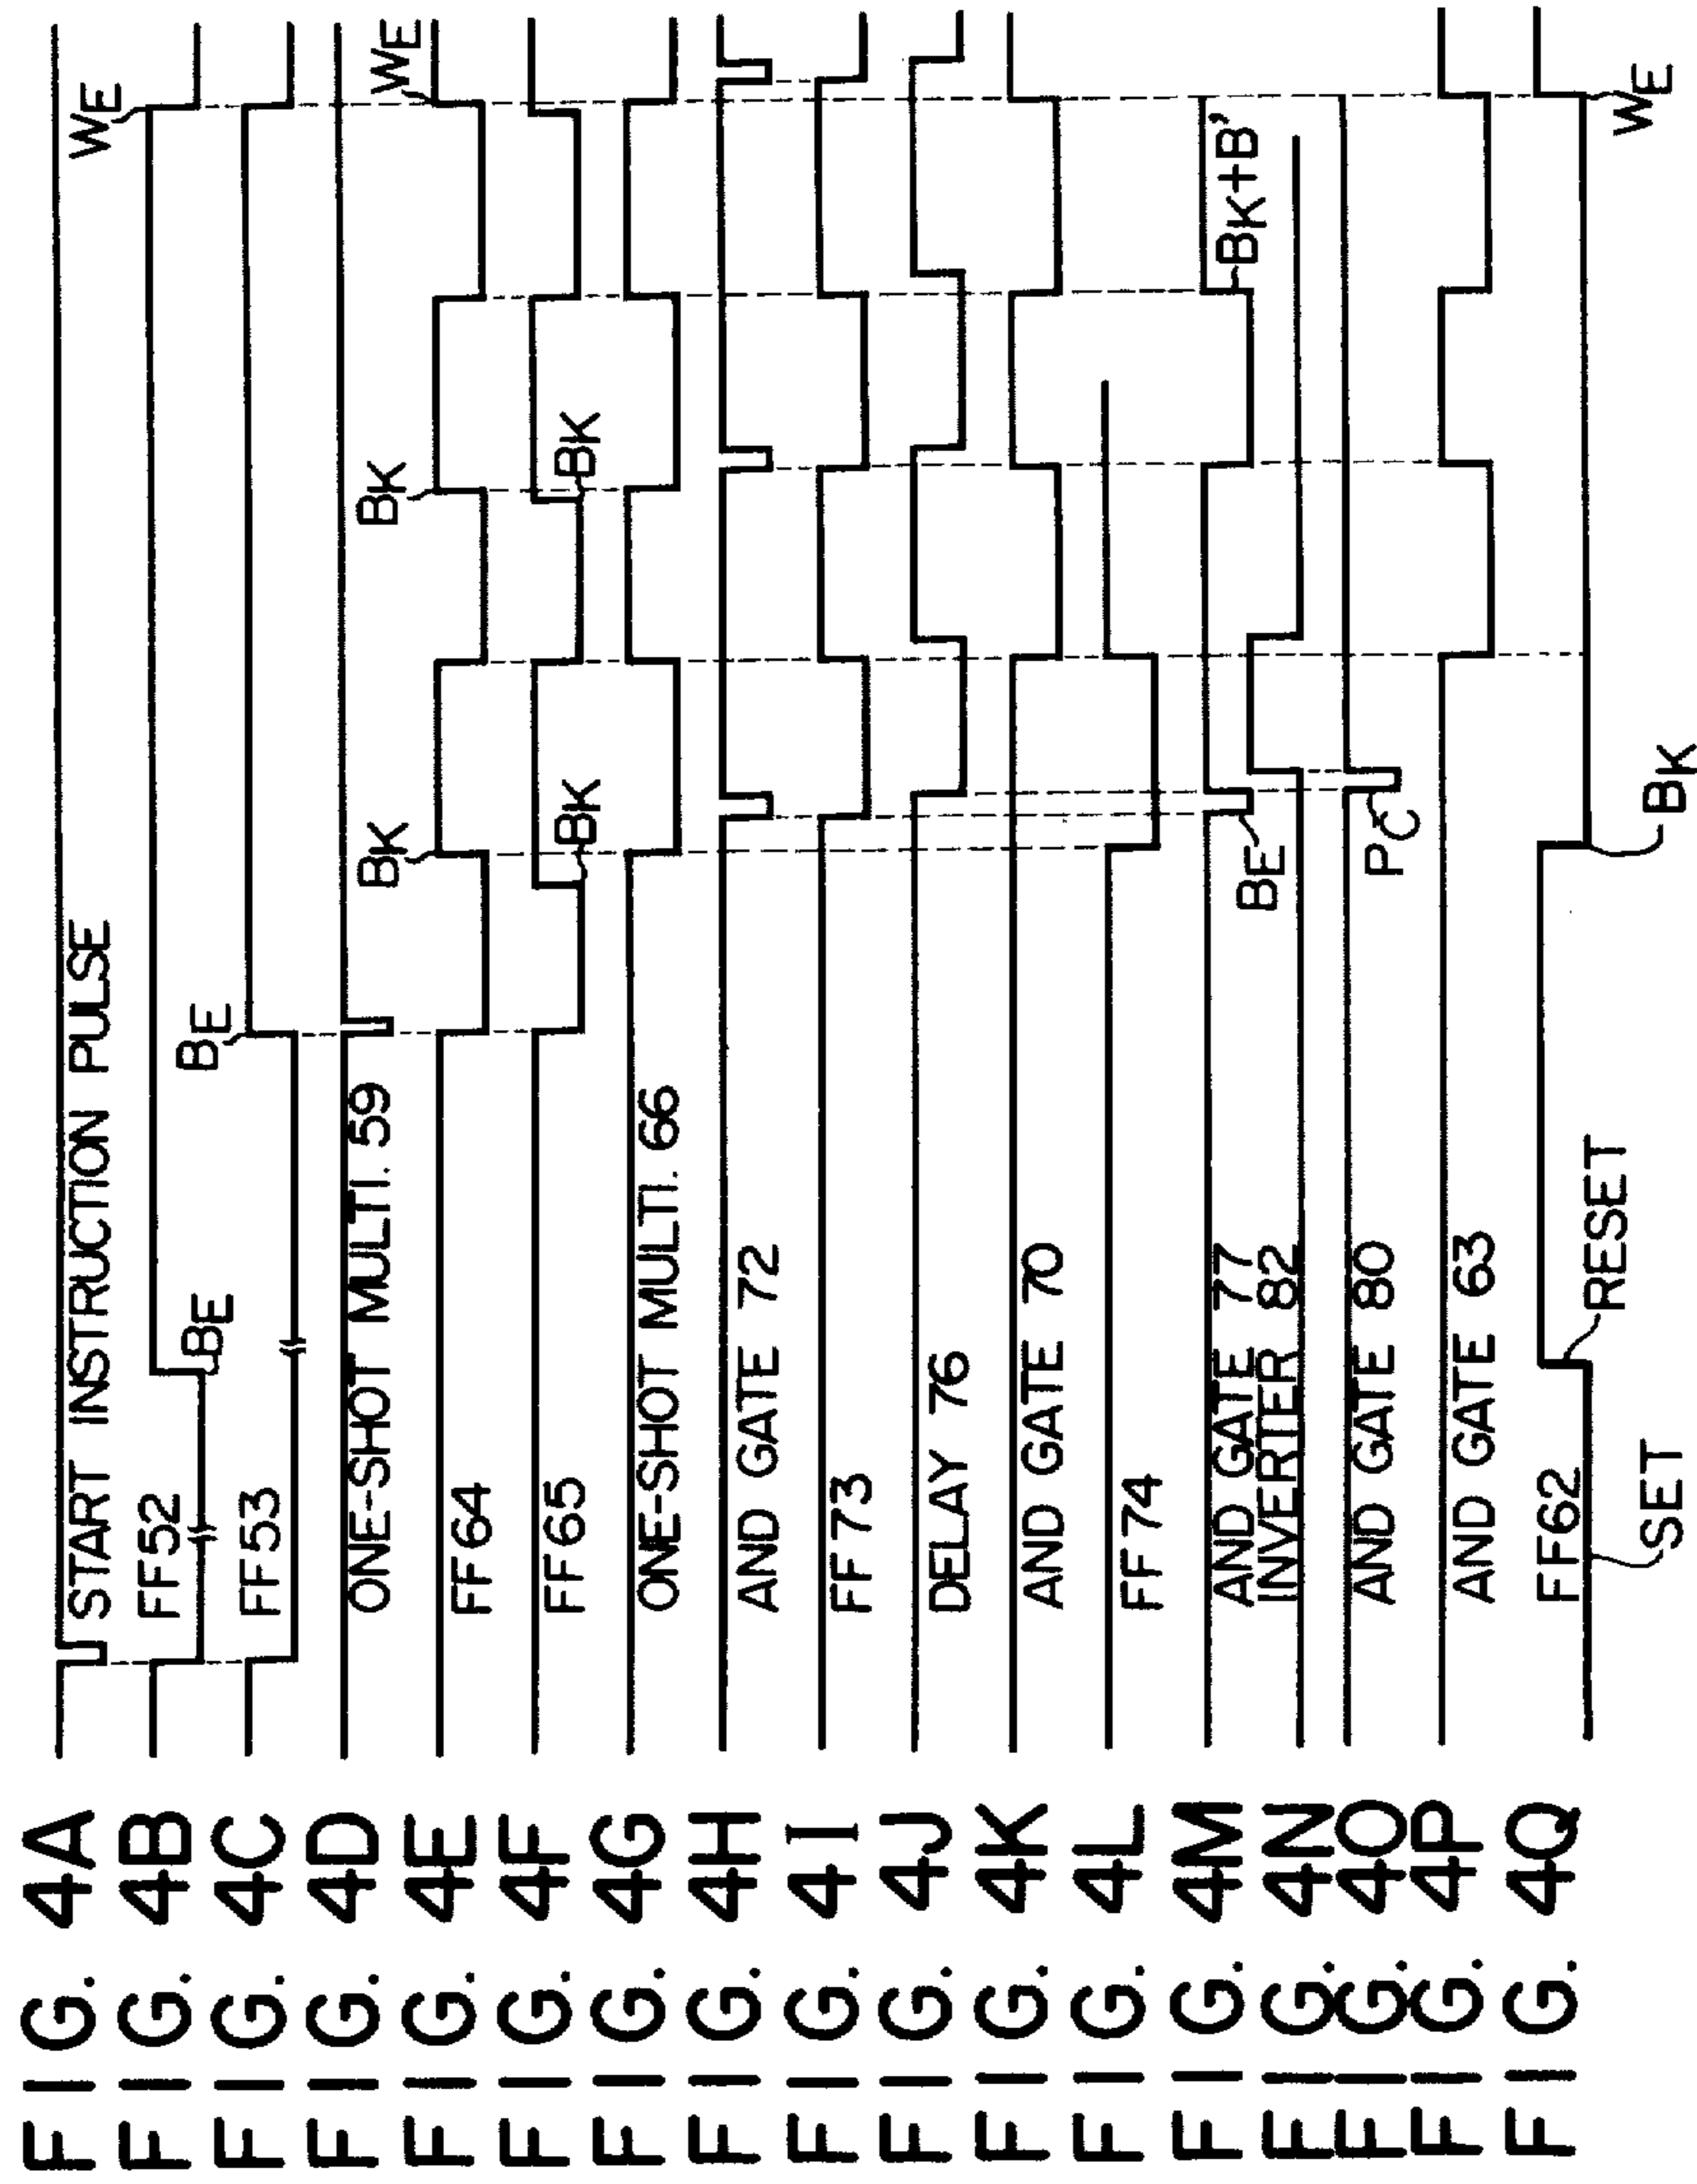 FIG. 4A
START INSTRUCTION PULSE
FIG. 4B
FF52
BE
WE
FIG. 4C
FF53
BE
FIG. 4D
ONE-SHOT MULTI. 59
FIG. 4E
FF64
BK
BK
WE
FIG. 4F
FF65
BK
BK
FIG. 4G
ONE-SHOT MULTI. 66
FIG. 4H
AND GATE 72
FIG. 4I
FF73
FIG. 4J
DELAY 76
FIG. 4K
AND GATE 70
FIG. 4L
FF74
FIG. 4M
AND GATE 77
BE
BK+B'
FIG. 4N
INVERTER 82
FIG. 4O
AND GATE 80
PC
FIG. 4P
AND GATE 63
FIG. 4Q
FF62
SET
RESET
BK
WE